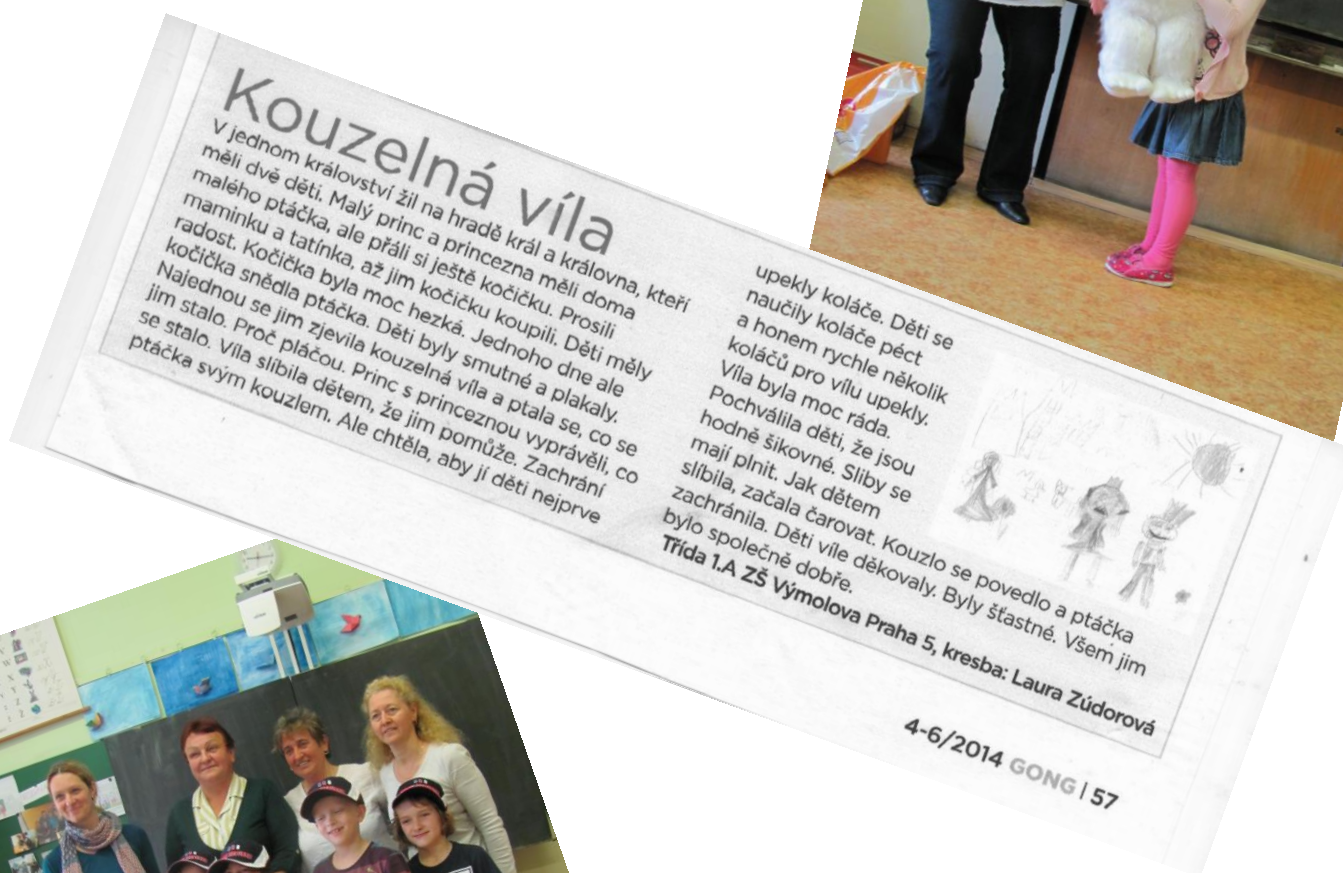 Kouzelná víla
V jednom království žil na hradě král a královna, kteří
měli dvě děti. Malý princ a princezna měli doma
malého ptáčka, ale přáli si ještě kočičku. Prosili
maminku a tatínka, až jim kočičku koupili. Děti měly
radost. Kočička byla moc hezká. Jednoho dne ale
kočička snědla ptáčka. Děti byly smutné a plakaly.
Najednou se jim zjevila kouzelná víla a ptala se, co se
jim stalo. Proč pláčou. Princ s princeznou vyprávěli, co
se stalo. Víla slíbila dětem, že jim pomůže. Zachrání
ptáčka svým kouzlem. Ale chtěla, aby jí děti nejprve
upekly koláče. Děti se
naučily koláče péct
a honem rychle několik
koláčů pro vílu upekly.
Víla byla moc ráda.
Pochválila děti, že jsou
hodně šikovné. Sliby se
mají plnit. Jak dětem
slíbila, začala čarovat. Kouzlo se povedlo a ptáčka
zachránila. Děti víle děkovaly. Byly šťastné. Všem jim
bylo společně dobře.
Třída 1.A ZŠ Výmolova Praha 5, kresba: Laura Zúdorová
4-6/2014 GONG | 57